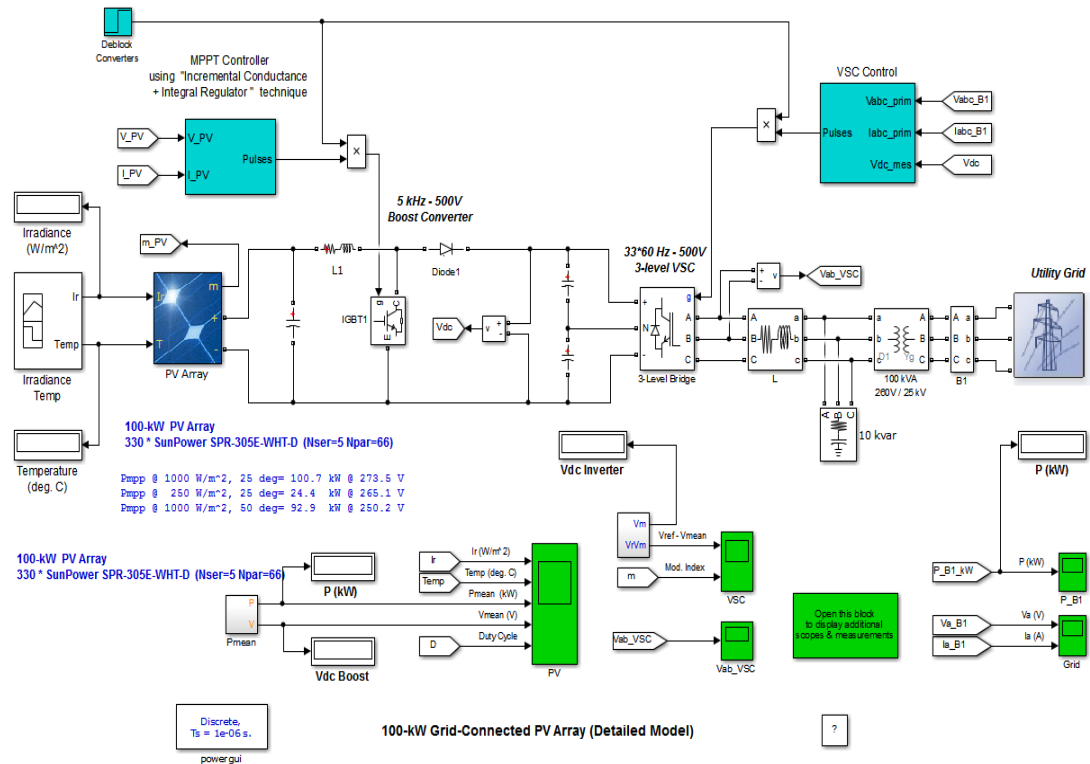 Deblock
Converters
MPPT Controller
using "Incremental Conductance
+ Integral Regulator" technique
VSC Control
V_PV
I_PV
V_PV
I_PV
Pulses
x
x
Pulses
Vabc_prim
Iabc_prim
Vdc_mes
Vabc_B1
Iabc_B1
Vdc
5 kHz - 500V
Boost Converter
Irradiance
(W/m^2)
m_PV
L1
Diode1
33*60 Hz - 500V
3-level VSC
+
-
v
Vab_VSC
Utility Grid
Ir
Temp
Irradiance
Temp
Ir
T
m
+
-
PV Array
+
+
+
g
C
E
IGBT1
Vdc
v
+
-
g
+
N
-
A
B
C
3-Level Bridge
A
B
C
a
b
c
L
a
b
c
D1
Yg
A
B
C
100 kVA
260V / 25 kV
A
B
C
a
b
c
B1
A
B
C
10 kvar
Temperature
(deg. C)
100-kW PV Array
330 * SunPower SPR-305E-WHT-D (Nser=5 Npar=66)
Pmpp @ 1000 W/m^2, 25 deg= 100.7 kW @ 273.5 V
Pmpp @ 250 W/m^2, 25 deg= 24.4 kW @ 265.1 V
Pmpp @ 1000 W/m^2, 50 deg= 92.9 kW @ 250.2 V
Vdc Inverter
P (kW)
100-kW PV Array
330 * SunPower SPR-305E-WHT-D (Nser=5 Npar=66)
P (kW)
P
V
Pmean
Vdc Boost
Ir
Temp
D
Ir (W/m^2)
Temp (deg. C)
Pmean (kW)
Vmean (V)
Duty Cycle
PV
Vm
VrVm
Vref - Vmean
m
Mod. Index
VSC
Vab_VSC
Vab_VSC
Open this block
to display additional
scopes & measurements
P_B1_kW
P (kW)
P_B1
Va_B1
Va (V)
Ia_B1
Ia (A)
Grid
Discrete,
Ts = 1e-06 s.
powergui
100-kW Grid-Connected PV Array (Detailed Model)
?